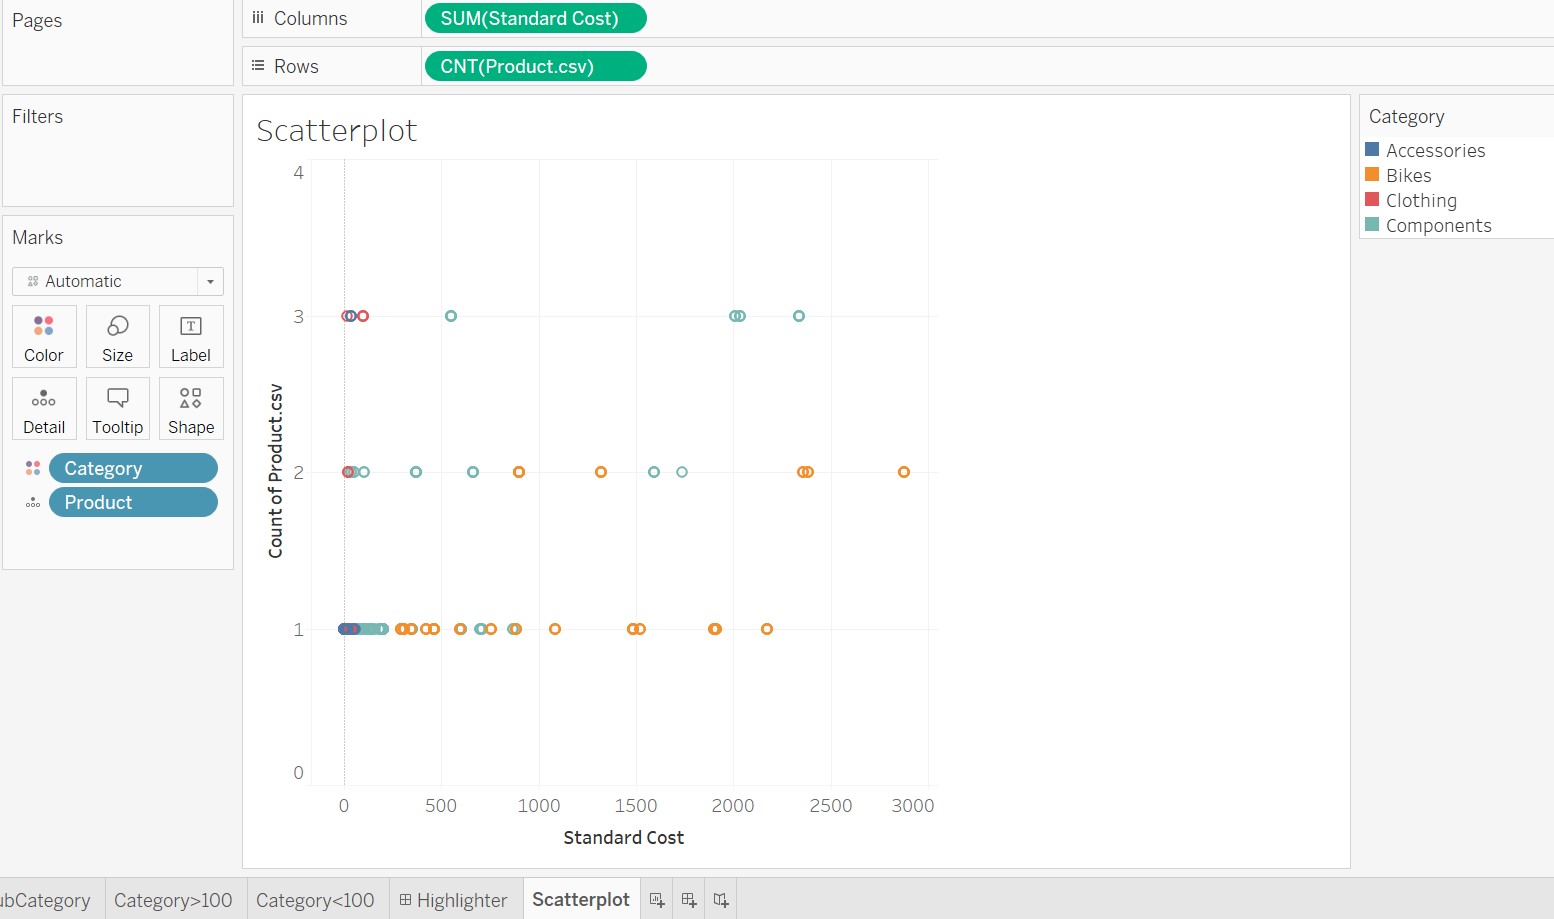 Pages
Columns
SUM(Standard Cost)
Rows
CNT(Product.csv)
Filters
Marks
Automatic
Color
Size
Label
Detail
Tooltip
Shape
Category
Product
Scatterplot
4
3
2
1
0
Count of Product.csv
0 500 1000 1500 2000 2500 3000
Standard Cost
Category
Accessories
Bikes
Clothing
Components
ubCategory
Category>100
Category<100
Highlighter
Scatterplot